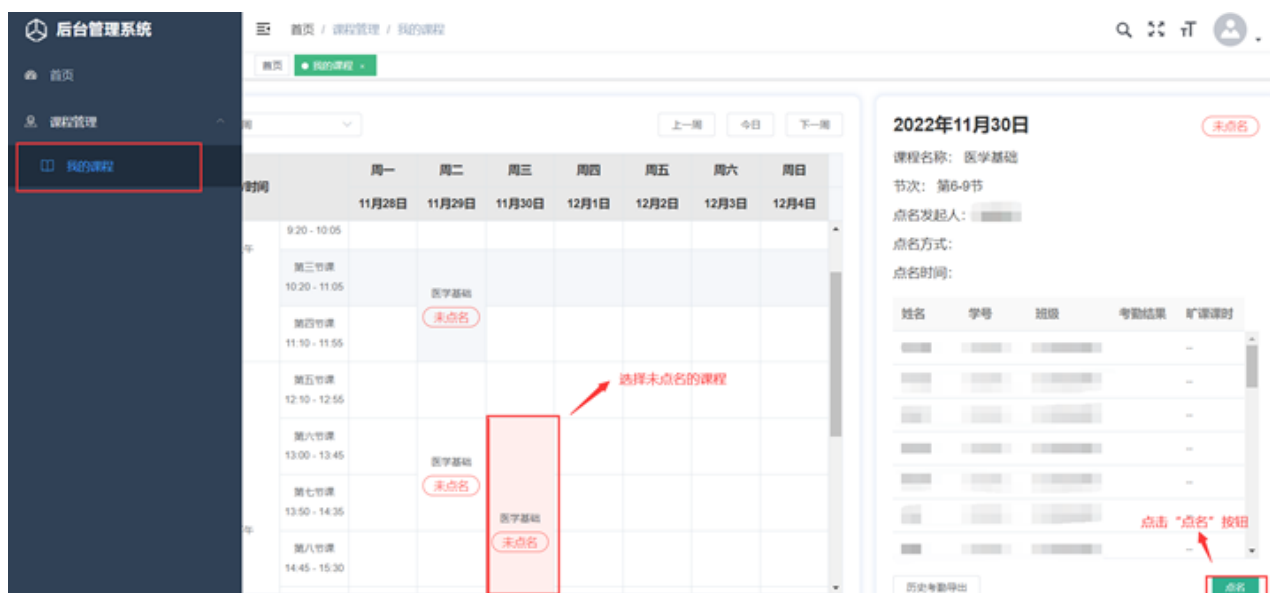 后台管理系统
首页 / 课程管理 / 我的课程
首页
课程管理
我的课程
首页
我的课程 ×
周
上一周
今日
下一周
时间
周一
周二
周三
周四
周五
周六
周日
11月28日
11月29日
11月30日
12月1日
12月2日
12月3日
12月4日
午
9:20 - 10:05
第三节课
10:20 - 11:05
第四节课
11:10 - 11:55
医学基础
未点名
第五节课
12:10 - 12:55
选择未点名的课程
午
第六节课
13:00 - 13:45
第七节课
13:50 - 14:35
第八节课
14:45 - 15:30
医学基础
未点名
医学基础
未点名
2022年11月30日
未点名
课程名称: 医学基础
节次: 第6-9节
点名发起人:
点名方式:
点名时间:
姓名
学号
班级
考勤结果
旷课课时
--
--
--
--
--
--
点击“点名”按钮
历史考勤导出
点名